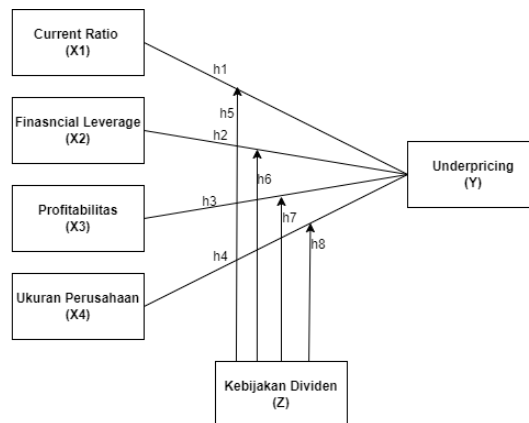 Current Ratio
(X1)
h1
h5
Finasncial Leverage
(X2)
h2
Underpricing
(Y)
h6
Profitabilitas
(X3)
h3
h7
h8
h4
Ukuran Perusahaan
(X4)
Kebijakan Dividen
(Z)